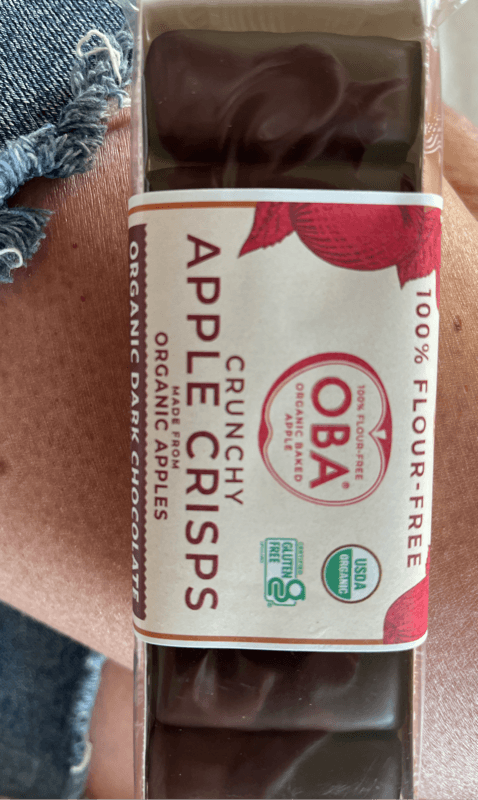 100% FLOUR-FREE
100% FLOUR-FREE
OBA®
ORGANIC BAKED
APPLE
USDA
ORGANIC
CERTIFIED
GLUTEN
FREE
CRUNCHY
APPLE CRISPS
MADE FROM
ORGANIC APPLES
ORGANIC DARK CHOCOLATE